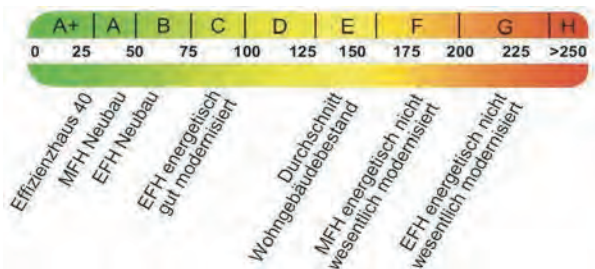 A+ A B C D E F G H
0 25 50 75 100 125 150 175 200 225 >250
Effizienzhaus 40
MFH Neubau
EFH Neubau
EFH energetisch
gut modernisiert
Durchschnitt
Wohngebäudebestand
MFH energetisch nicht
wesentlich modernisiert
EFH energetisch nicht
wesentlich modernisiert